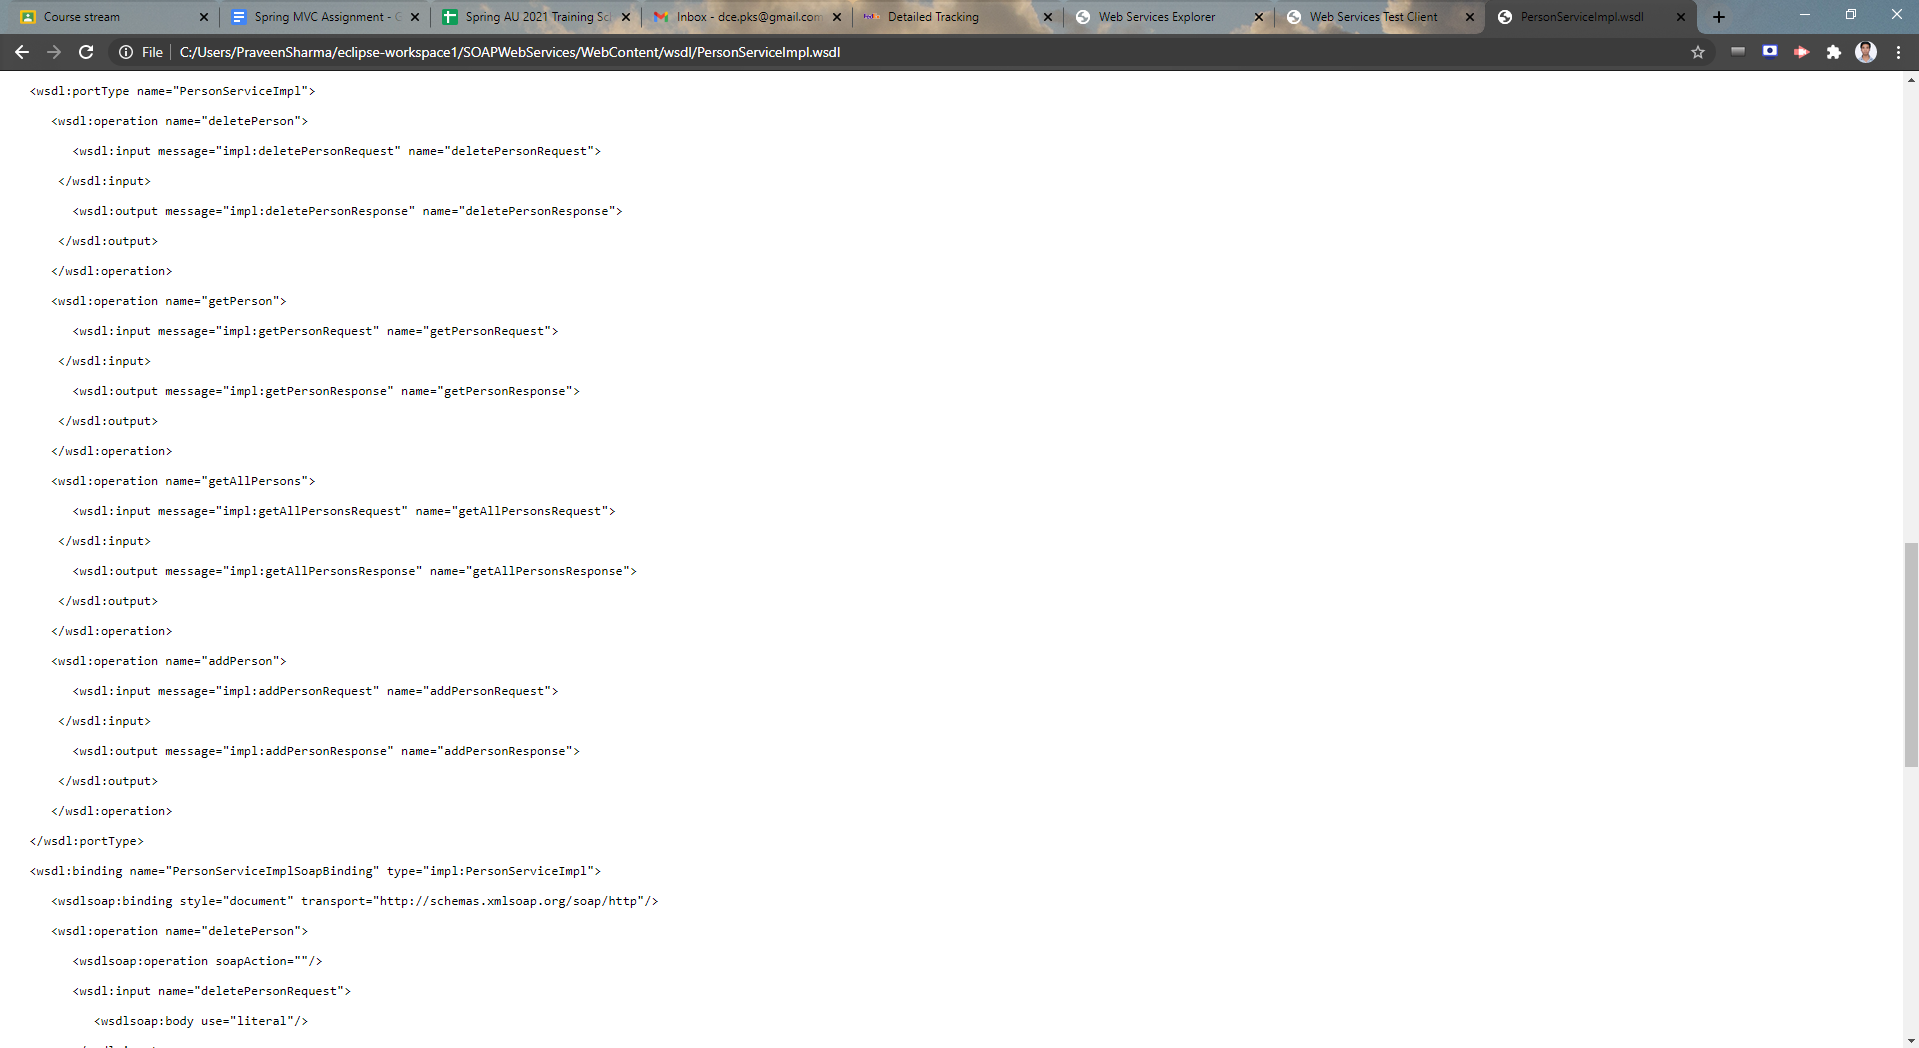 Course stream
Spring MVC Assignment - G
Spring AU 2021 Training Sc
Inbox - dce.pks@gmail.com
Detailed Tracking
Web Services Explorer
Web Services Test Client
PersonServiceImpl.wsdl
File C:/Users/PraveenSharma/eclipse-workspace1/SOAPWebServices/WebContent/wsdl/PersonServiceImpl.wsdl
<wsdl:portType name="PersonServiceImpl">
<wsdl:operation name="deletePerson">
<wsdl:input message="impl:deletePersonRequest" name="deletePersonRequest">
</wsdl:input>
<wsdl:output message="impl:deletePersonResponse" name="deletePersonResponse">
</wsdl:output>
</wsdl:operation>
<wsdl:operation name="getPerson">
<wsdl:input message="impl:getPersonRequest" name="getPersonRequest">
</wsdl:input>
<wsdl:output message="impl:getPersonResponse" name="getPersonResponse">
</wsdl:output>
</wsdl:operation>
<wsdl:operation name="getAllPersons">
<wsdl:input message="impl:getAllPersonsRequest" name="getAllPersonsRequest">
</wsdl:input>
<wsdl:output message="impl:getAllPersonsResponse" name="getAllPersonsResponse">
</wsdl:output>
</wsdl:operation>
<wsdl:operation name="addPerson">
<wsdl:input message="impl:addPersonRequest" name="addPersonRequest">
</wsdl:input>
<wsdl:output message="impl:addPersonResponse" name="addPersonResponse">
</wsdl:output>
</wsdl:operation>
</wsdl:portType>
<wsdl:binding name="PersonServiceImplSoapBinding" type="impl:PersonServiceImpl">
<wsdlsoap:binding style="document" transport="http://schemas.xmlsoap.org/soap/http"/>
<wsdl:operation name="deletePerson">
<wsdlsoap:operation soapAction=""/>
<wsdl:input name="deletePersonRequest">
<wsdlsoap:body use="literal"/>